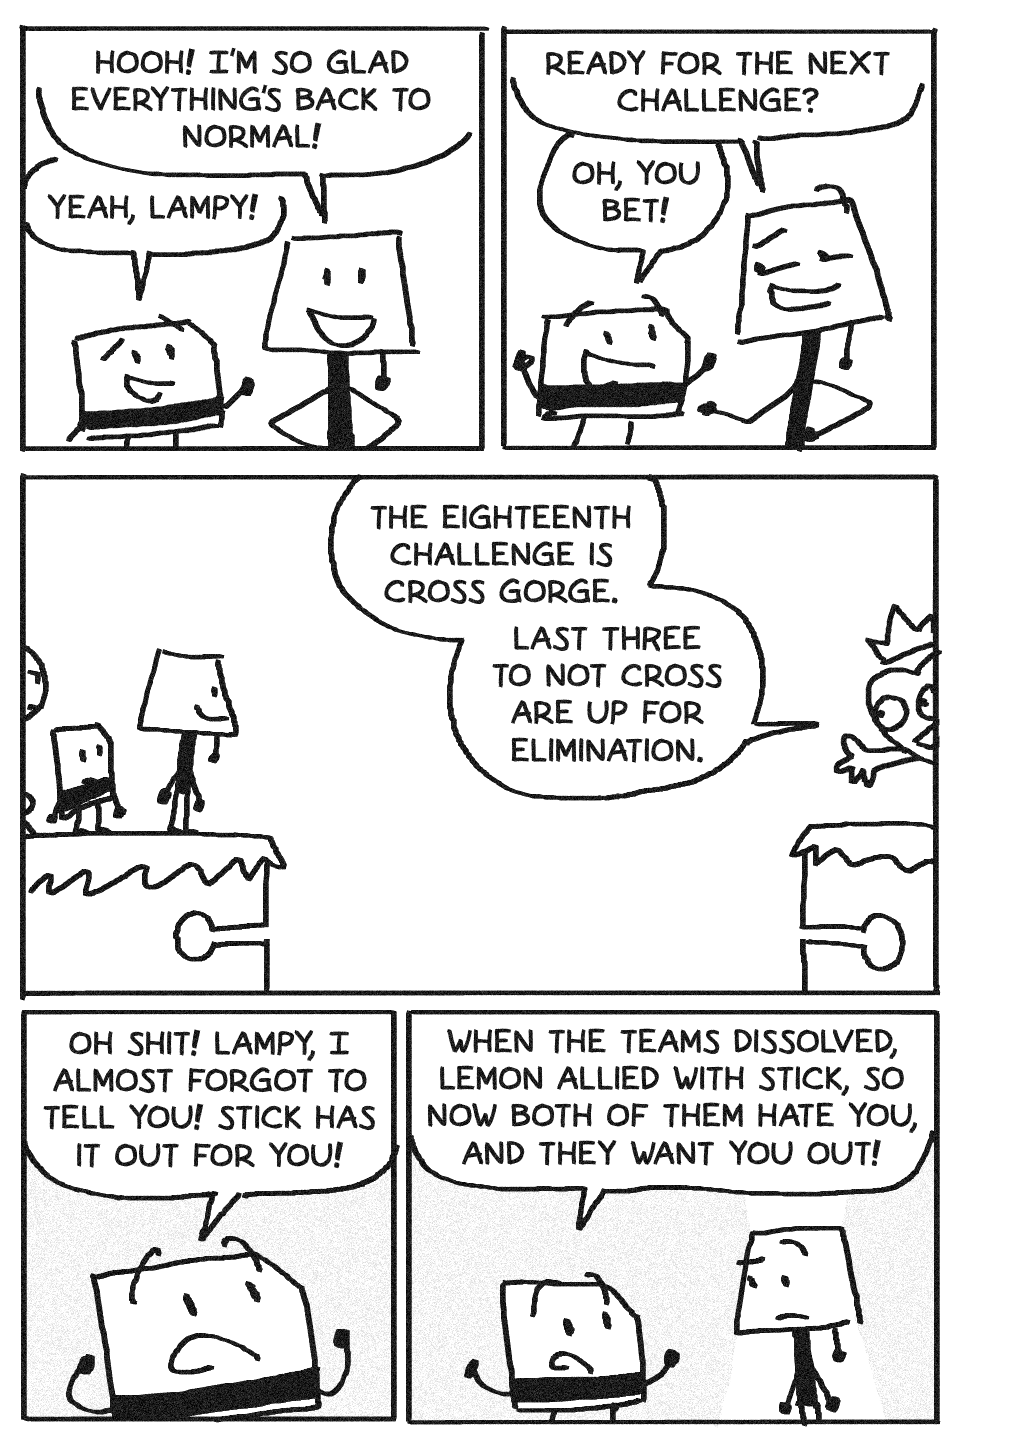 HOOH! I'M SO GLAD
EVERYTHING'S BACK TO
NORMAL!
YEAH, LAMPY!
READY FOR THE NEXT
CHALLENGE?
OH, YOU
BET!
THE EIGHTEENTH
CHALLENGE IS
CROSS GORGE.
LAST THREE
TO NOT CROSS
ARE UP FOR
ELIMINATION.
OH SHIT! LAMPY, I
ALMOST FORGOT TO
TELL YOU! STICK HAS
IT OUT FOR YOU!
WHEN THE TEAMS DISSOLVED,
LEMON ALLIED WITH STICK, SO
NOW BOTH OF THEM HATE YOU,
AND THEY WANT YOU OUT!